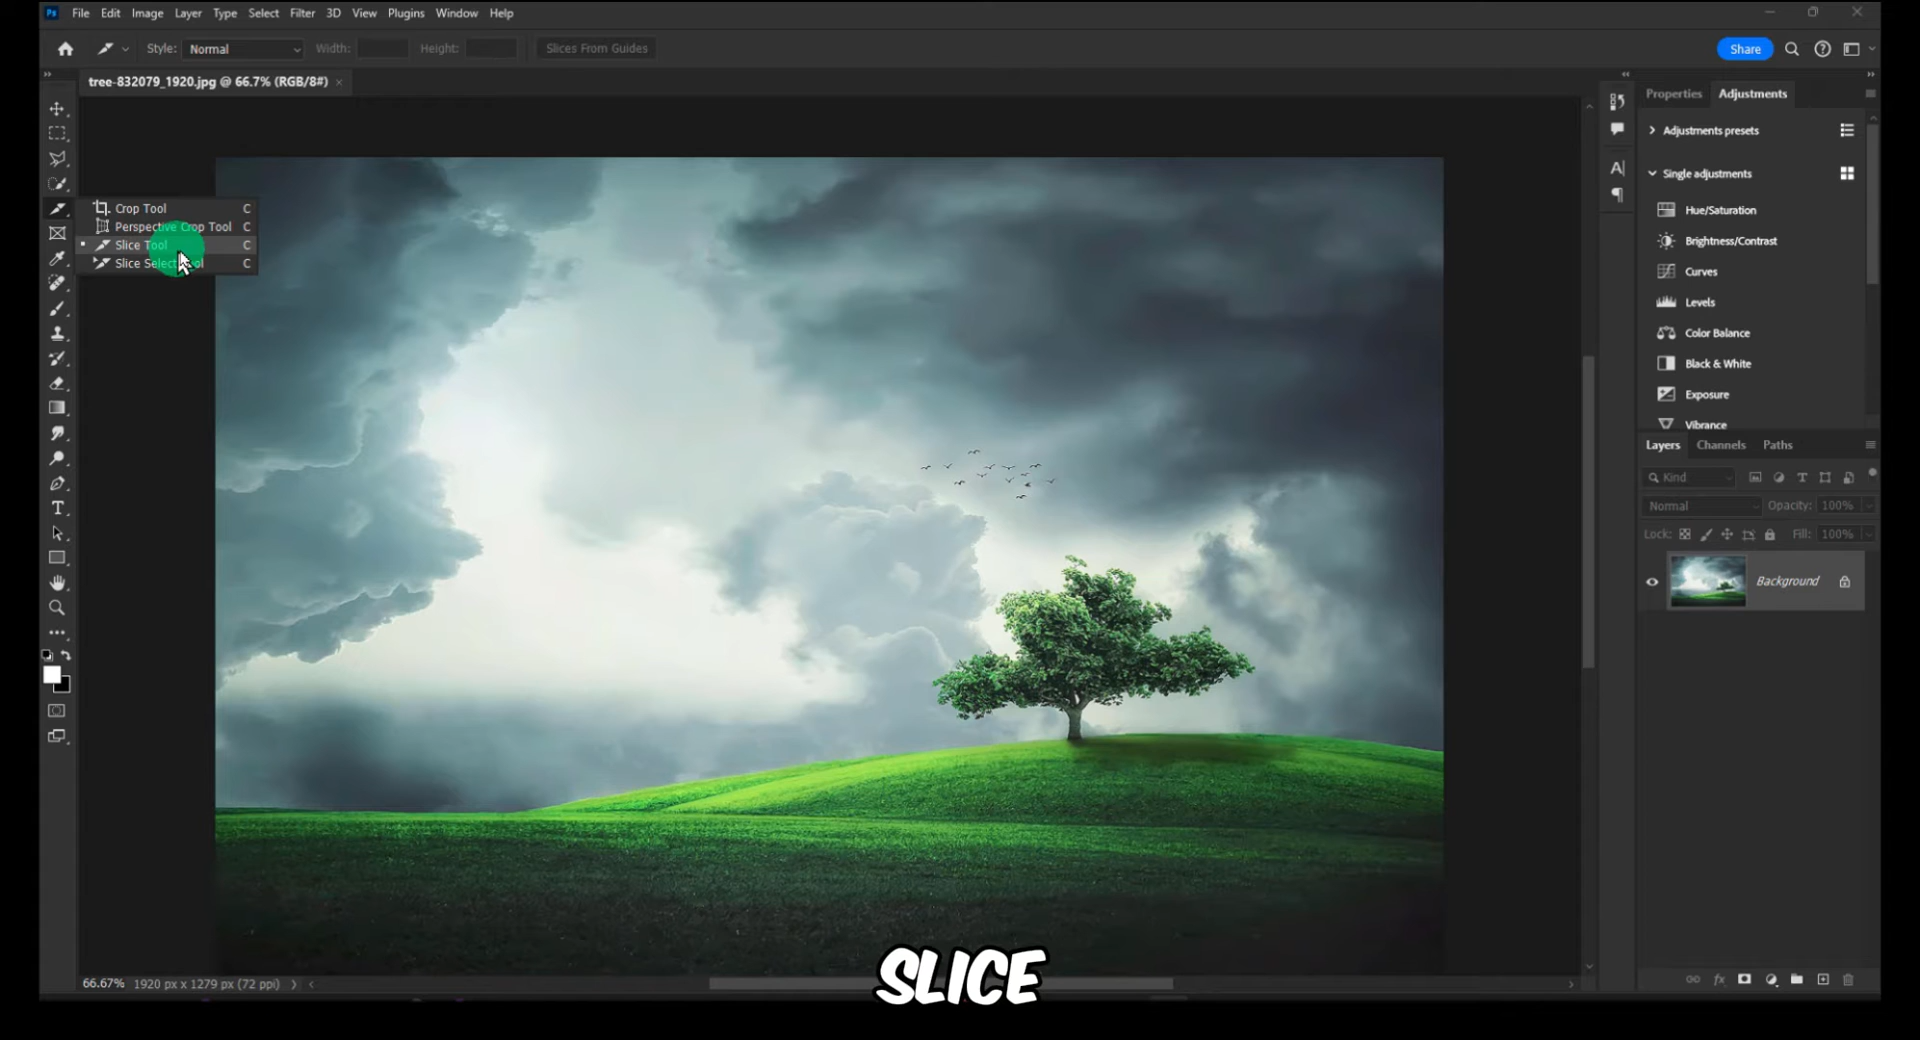 Ps File Edit Image Layer Type Select Filter 3D View Plugins Window Help
Style: Normal Width: Height: Slices From Guides Share
tree-832079_1920.jpg @ 66.7% (RGB/8#) ×
Properties Adjustments
Adjustments presets
Single adjustments
Crop Tool C
Perspective Crop Tool C
Slice Tool C
Slice Select Tool C
Hue/Saturation
Brightness/Contrast
Curves
Levels
Color Balance
Black & White
Exposure
Vibrance
Layers Channels Paths
Kind
Normal Opacity: 100%
Lock: Fill: 100%
Background
SLICE
66.67% 1920 px x 1279 px (72 ppi)